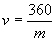 v = 360/m